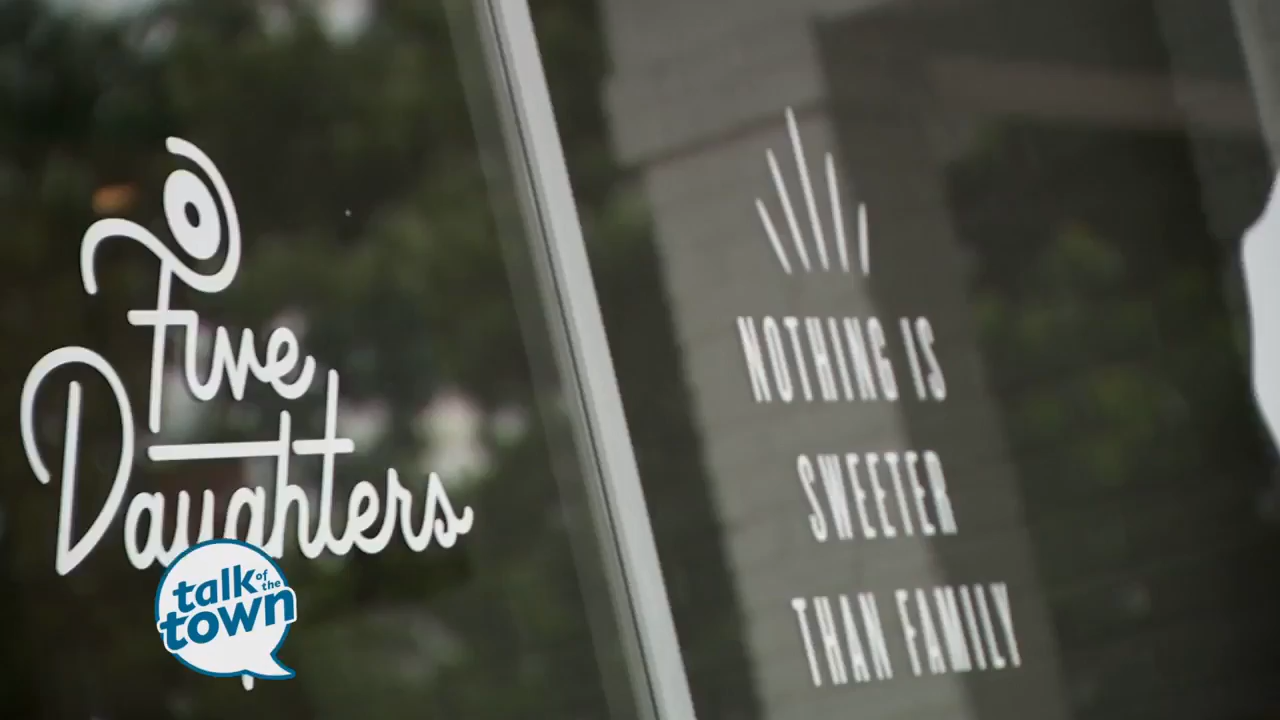 Five
Daughters
NOTHING IS
SWEETER
THAN FAMILY
talk of the
town